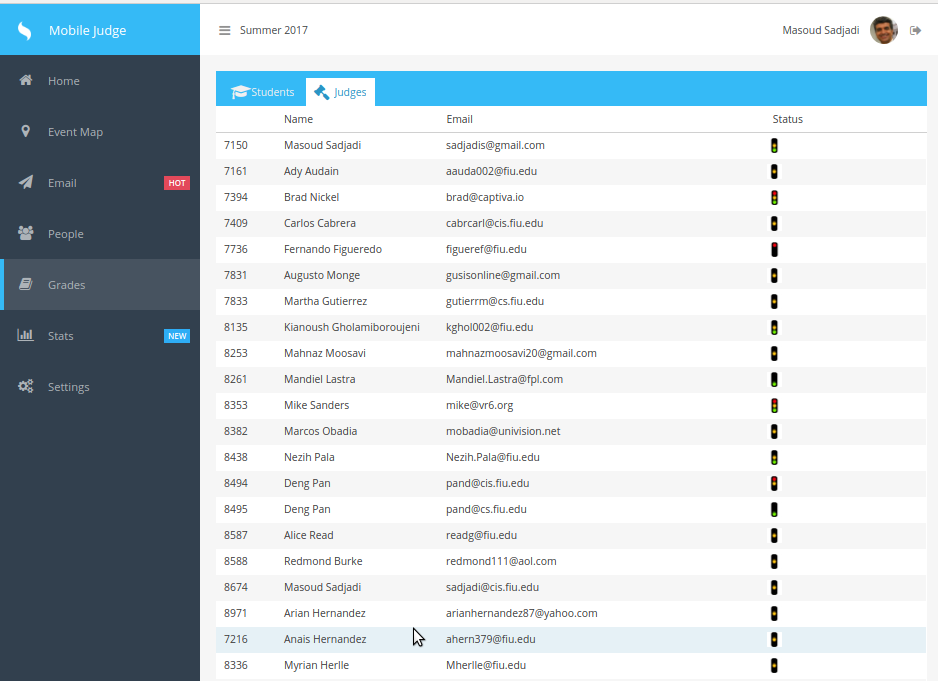 Mobile Judge
Summer 2017
Masoud Sadjadi
Home
Event Map
Email HOT
People
Grades
Stats NEW
Settings
Students Judges
Name Email Status
7150 Masoud Sadjadi sadjadis@gmail.com
7161 Ady Audain aauda002@fiu.edu
7394 Brad Nickel brad@captiva.io
7409 Carlos Cabrera cabrcarl@cis.fiu.edu
7736 Fernando Figueredo figueref@fiu.edu
7831 Augusto Monge gusisonline@gmail.com
7833 Martha Gutierrez gutierrm@cs.fiu.edu
8135 Kianoush Gholamiboroujeni kghol002@fiu.edu
8253 Mahnaz Moosavi mahnazmoosavi20@gmail.com
8261 Mandiel Lastra Mandiel.Lastra@fpl.com
8353 Mike Sanders mike@vr6.org
8382 Marcos Obadia mobadia@univision.net
8438 Nezih Pala Nezih.Pala@fiu.edu
8494 Deng Pan pand@cis.fiu.edu
8495 Deng Pan pand@cs.fiu.edu
8587 Alice Read readg@fiu.edu
8588 Redmond Burke redmond111@aol.com
8674 Masoud Sadjadi sadjadi@cis.fiu.edu
8971 Arian Hernandez arianhernandez87@yahoo.com
7216 Anais Hernandez ahern379@fiu.edu
8336 Myrian Herlle Mherlle@fiu.edu